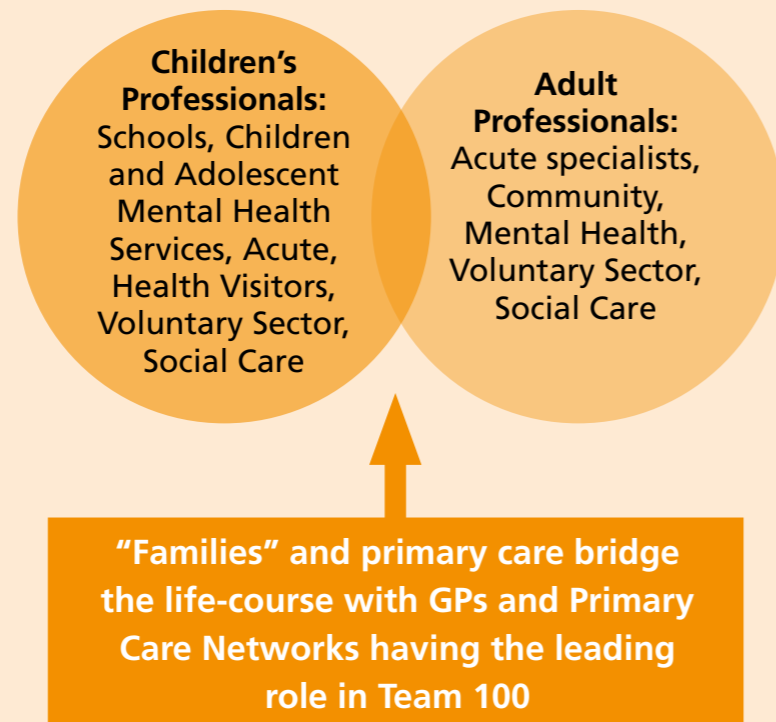 Children’s
Professionals:
Schools, Children
and Adolescent
Mental Health
Services, Acute,
Health Visitors,
Voluntary Sector,
Social Care
Adult
Professionals:
Acute specialists,
Community,
Mental Health,
Voluntary Sector,
Social Care
“Families” and primary care bridge
the life-course with GPs and Primary
Care Networks having the leading
role in Team 100